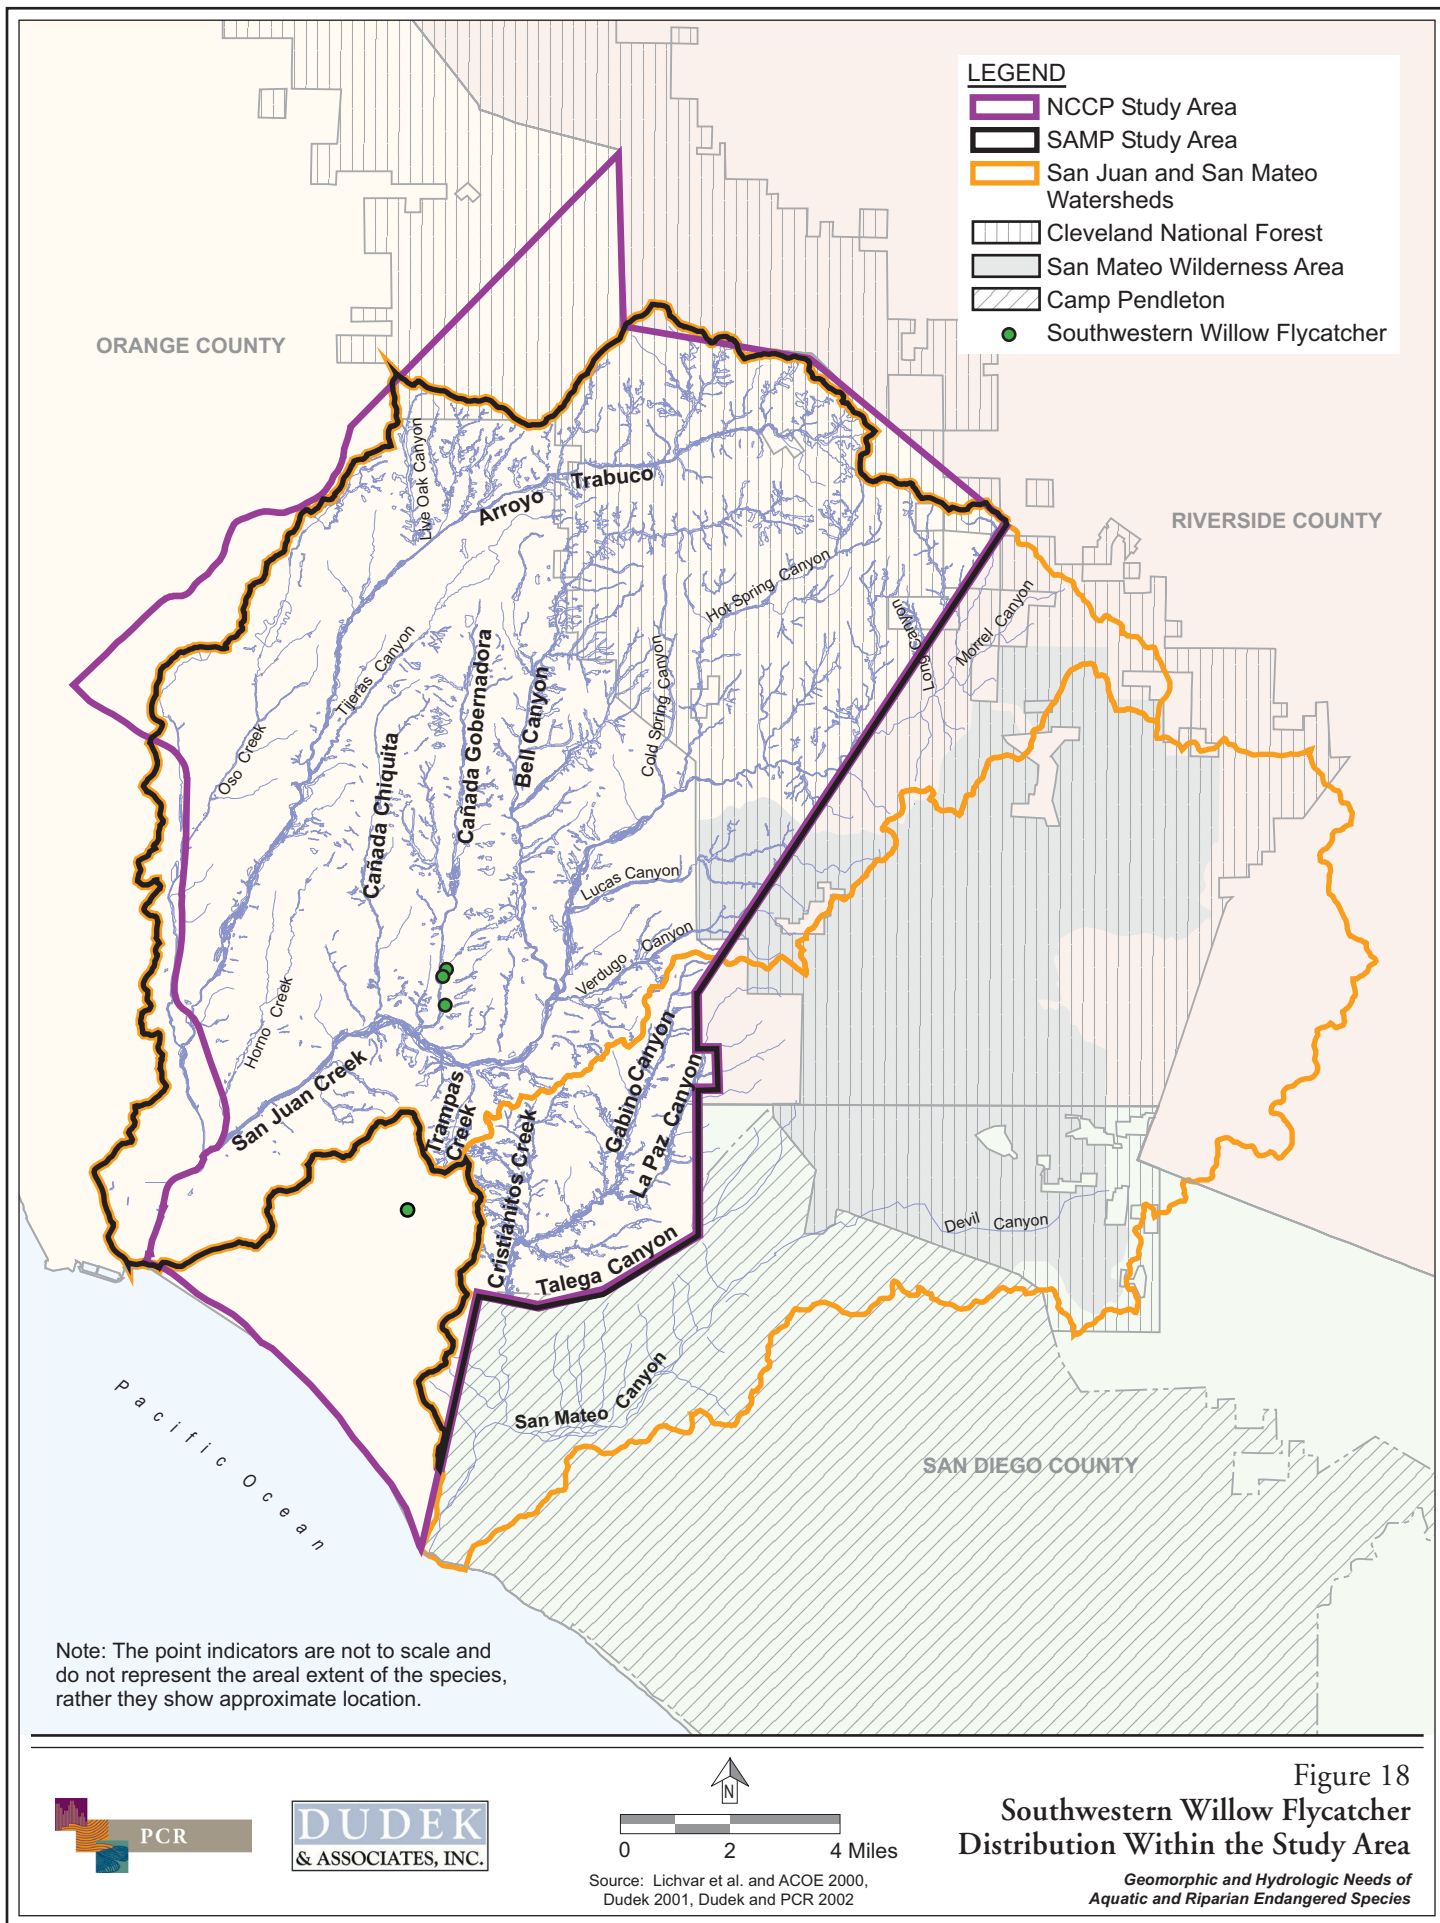 LEGEND
NCCP Study Area
SAMP Study Area
San Juan and San Mateo
Watersheds
Cleveland National Forest
San Mateo Wilderness Area
Camp Pendleton
Southwestern Willow Flycatcher
ORANGE COUNTY
RIVERSIDE COUNTY
SAN DIEGO COUNTY
Live Oak Canyon
Arroyo Trabuco
Hot Spring Canyon
Long Canyon
Morrel Canyon
Tijeras Canyon
Cañada Gobernadora
Bell Canyon
Cold Spring Canyon
Oso Creek
Cañada Chiquita
Lucas Canyon
Verdugo Canyon
Horno Creek
San Juan Creek
Trampas
Creek
Gabino Canyon
La Paz Canyon
Cristianitos Creek
Talega Canyon
Devil Canyon
San Mateo Canyon
Pacific Ocean
Note: The point indicators are not to scale and
do not represent the areal extent of the species,
rather they show approximate location.
PCR
DUDEK
& ASSOCIATES, INC.
N
0 2 4 Miles
Source: Lichvar et al. and ACOE 2000,
Dudek 2001, Dudek and PCR 2002
Figure 18
Southwestern Willow Flycatcher
Distribution Within the Study Area
Geomorphic and Hydrologic Needs of
Aquatic and Riparian Endangered Species